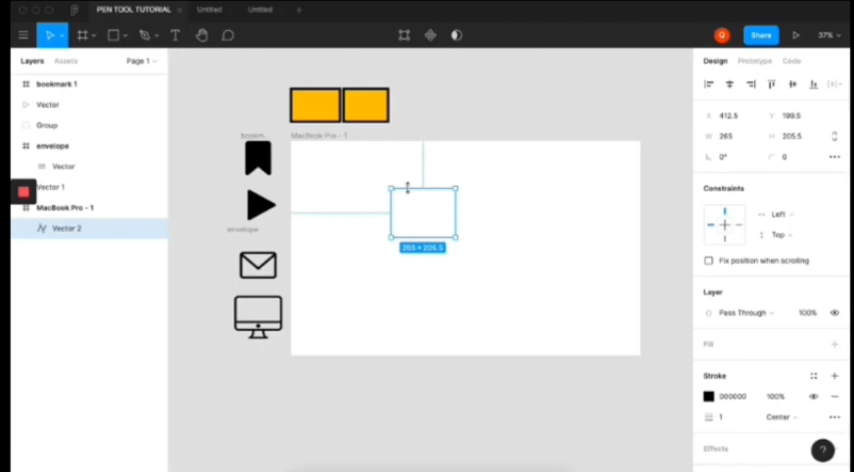 PEN TOOL TUTORIAL
Untitled
Untitled
Share
37%
Layers
Assets
Page 1
Design
Prototype
Code
bookmark 1
Vector
Group
envelope
Vector
Vector 1
MacBook Pro - 1
Vector 2
bookm...
MacBook Pro - 1
envelope
265 × 205.5
X 412.5 Y 199.5
W 265 H 205.5
0° 0
Constraints
Left
Top
Fix position when scrolling
Layer
Pass Through 100%
Fill
Stroke
000000 100%
1 Center
Effects
?